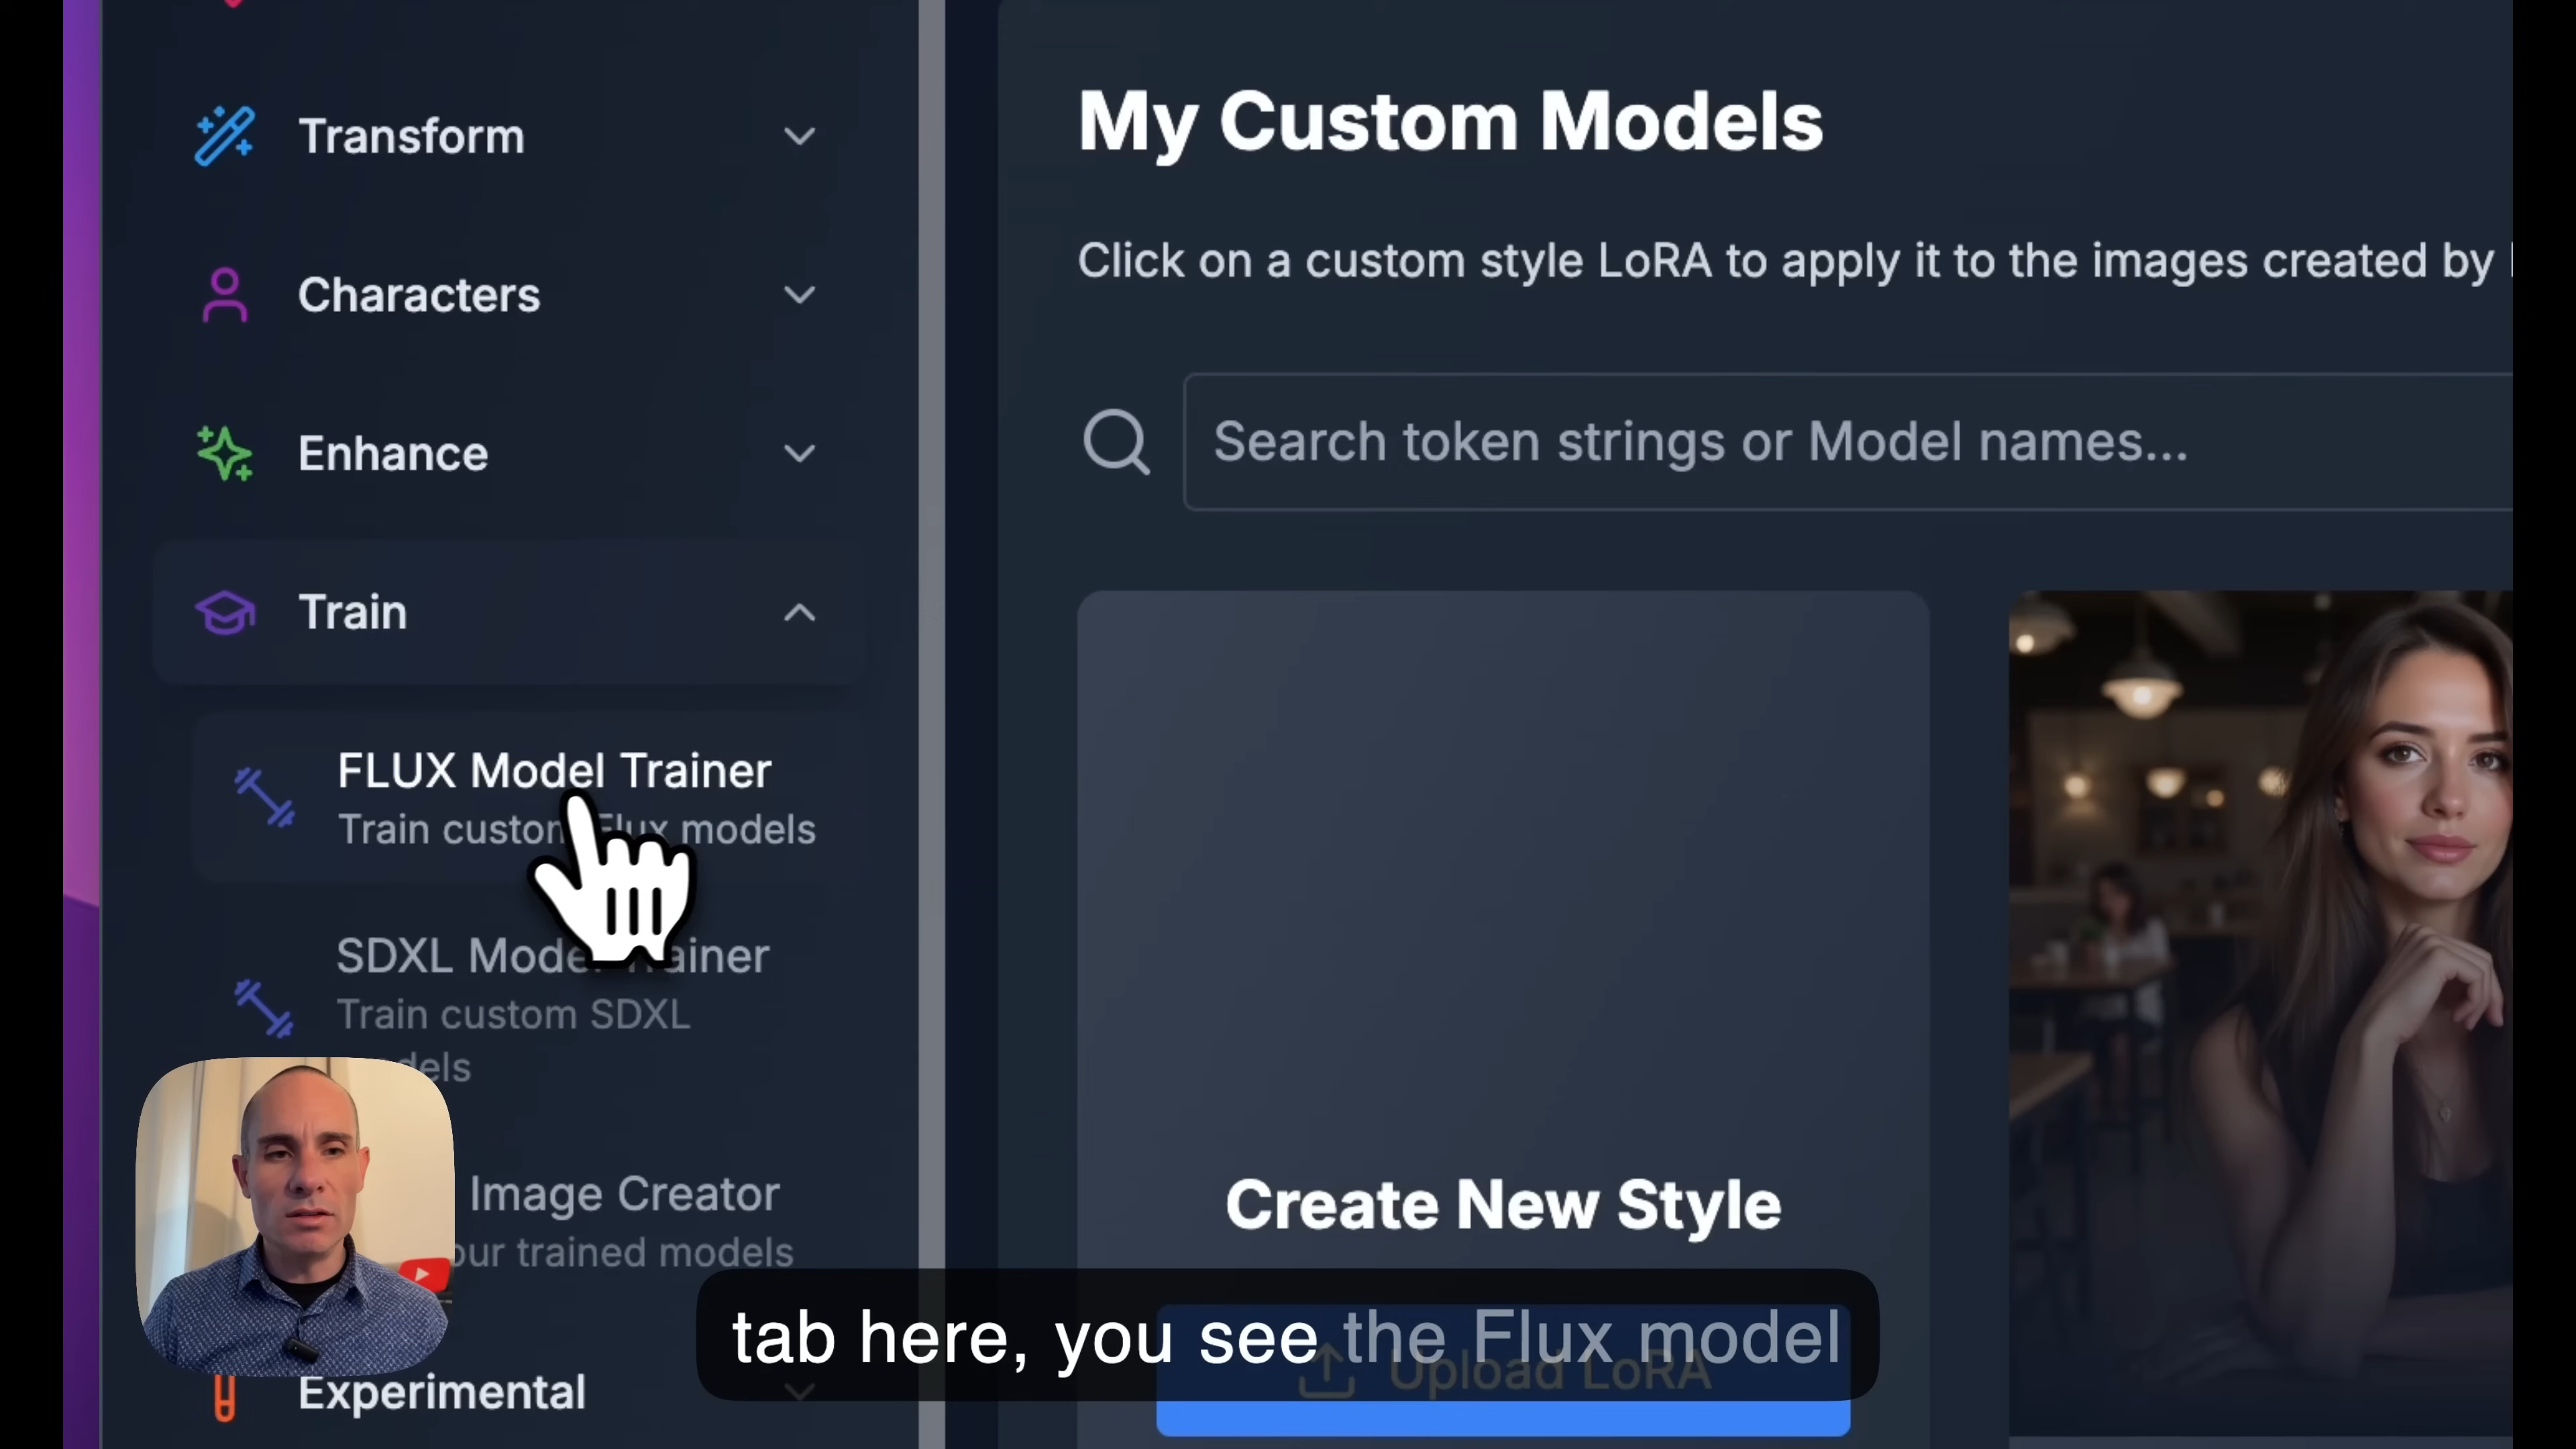 Transform
Characters
Enhance
Train
FLUX Model Trainer
Train custom Flux models
SDXL Model Trainer
Train custom SDXL
Image Creator
trained models
Experimental
My Custom Models
Click on a custom style LoRA to apply it to the images created by
Search token strings or Model names...
Create New Style
Upload LoRA
tab here, you see the Flux model